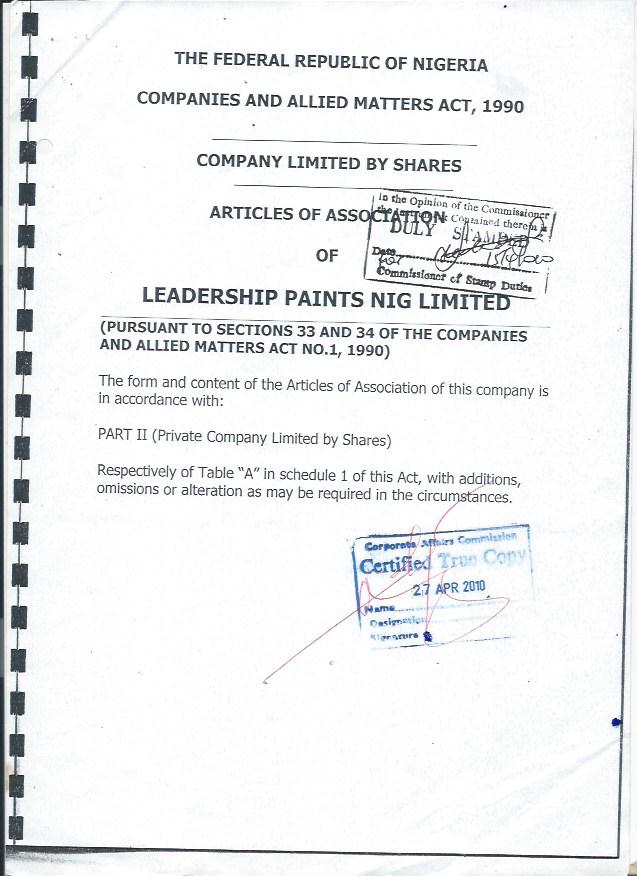 THE FEDERAL REPUBLIC OF NIGERIA
COMPANIES AND ALLIED MATTERS ACT, 1990
COMPANY LIMITED BY SHARES
ARTICLES OF ASSOCIATION
In the Opinion of the Commissioner
the Contained therein is
DULY STAMPED
Date
Commissioner of Stamp Duties
OF
LEADERSHIP PAINTS NIG LIMITED
(PURSUANT TO SECTIONS 33 AND 34 OF THE COMPANIES
AND ALLIED MATTERS ACT NO.1, 1990)
The form and content of the Articles of Association of this company is
in accordance with:
PART II (Private Company Limited by Shares)
Respectively of Table “A” in schedule 1 of this Act, with additions,
omissions or alteration as may be required in the circumstances.
Corporate Affairs Commission
Certified True Copy
27 APR 2010
Name
Designation
Signature